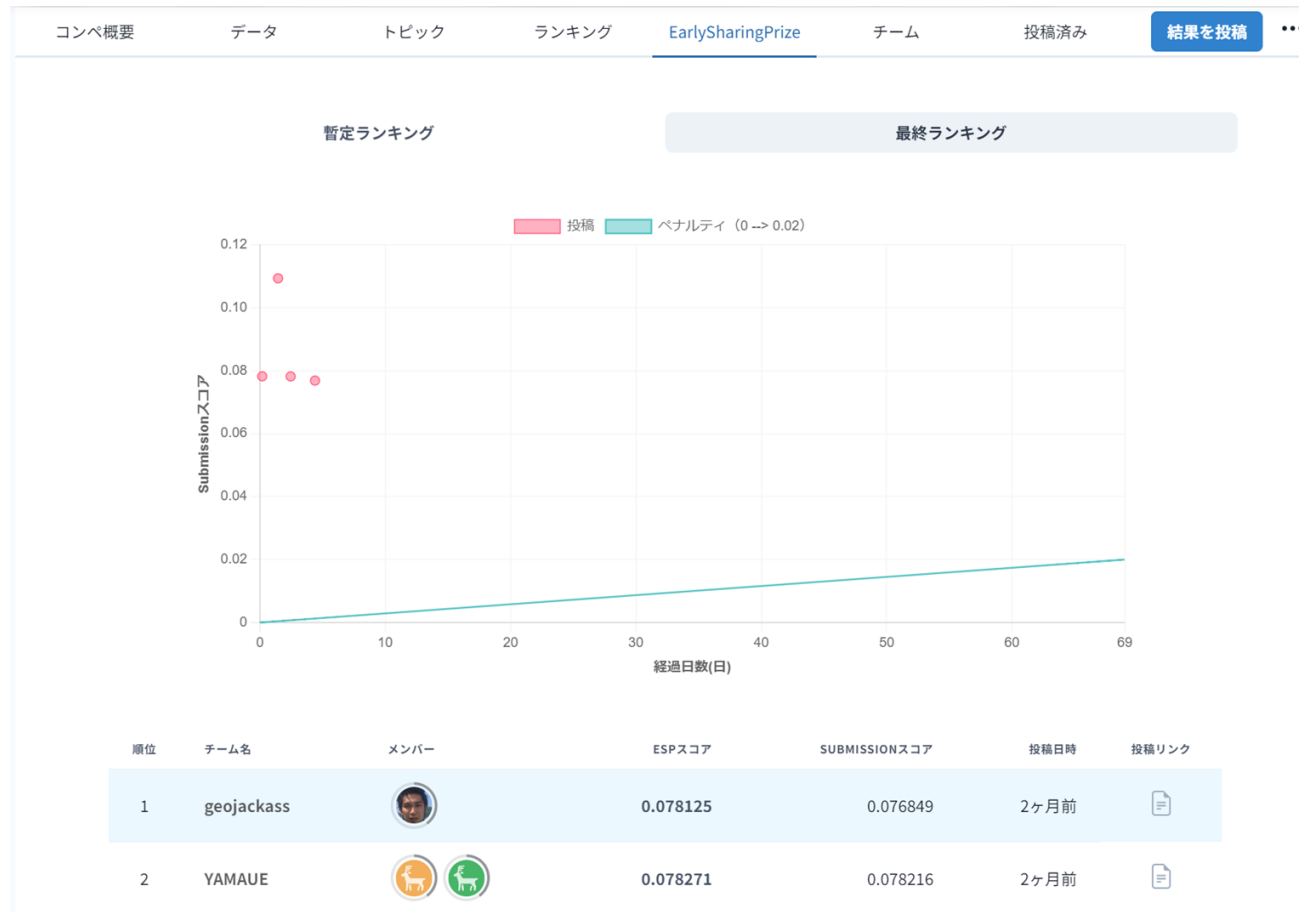 コンペ概要 データ トピック ランキング EarlySharingPrize チーム 投稿済み 結果を投稿 •••
暫定ランキング 最終ランキング
投稿 ペナルティ（0 --> 0.02）
0.12
0.10
0.08
0.06
0.04
0.02
0
Submissionスコア
0 10 20 30 40 50 60 69
経過日数(日)
順位 チーム名 メンバー ESPスコア SUBMISSIONスコア 投稿日時 投稿リンク
1 geojackass 0.078125 0.076849 2ヶ月前
2 YAMAUE 0.078271 0.078216 2ヶ月前